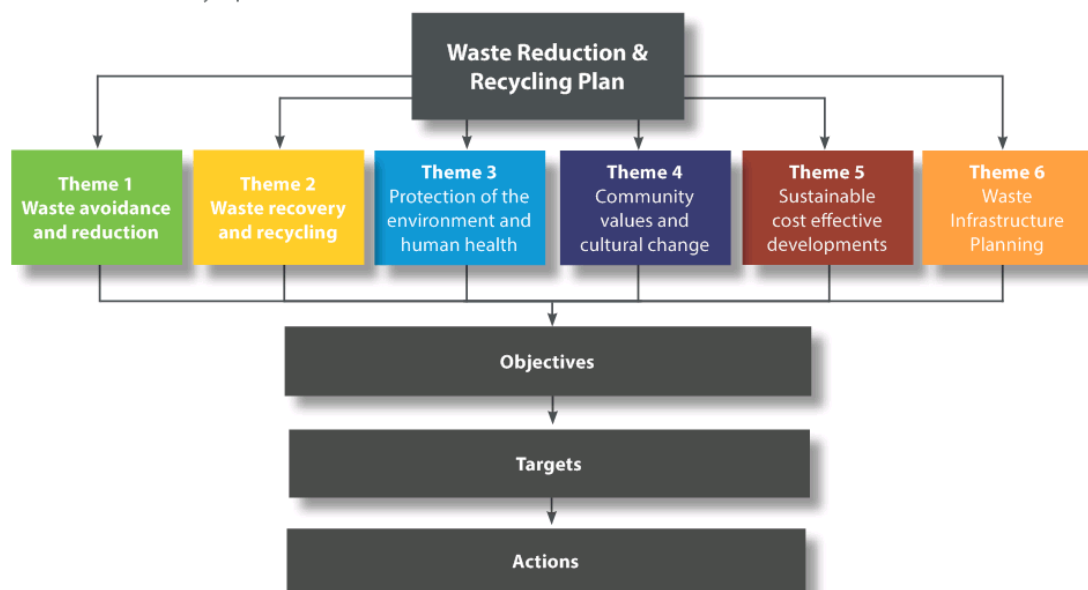 Waste Reduction &
Recycling Plan
Theme 1
Waste avoidance
and reduction
Theme 2
Waste recovery
and recycling
Theme 3
Protection of the
environment and
human health
Theme 4
Community
values and
cultural change
Theme 5
Sustainable
cost effective
developments
Theme 6
Waste
Infrastructure
Planning
Objectives
Targets
Actions